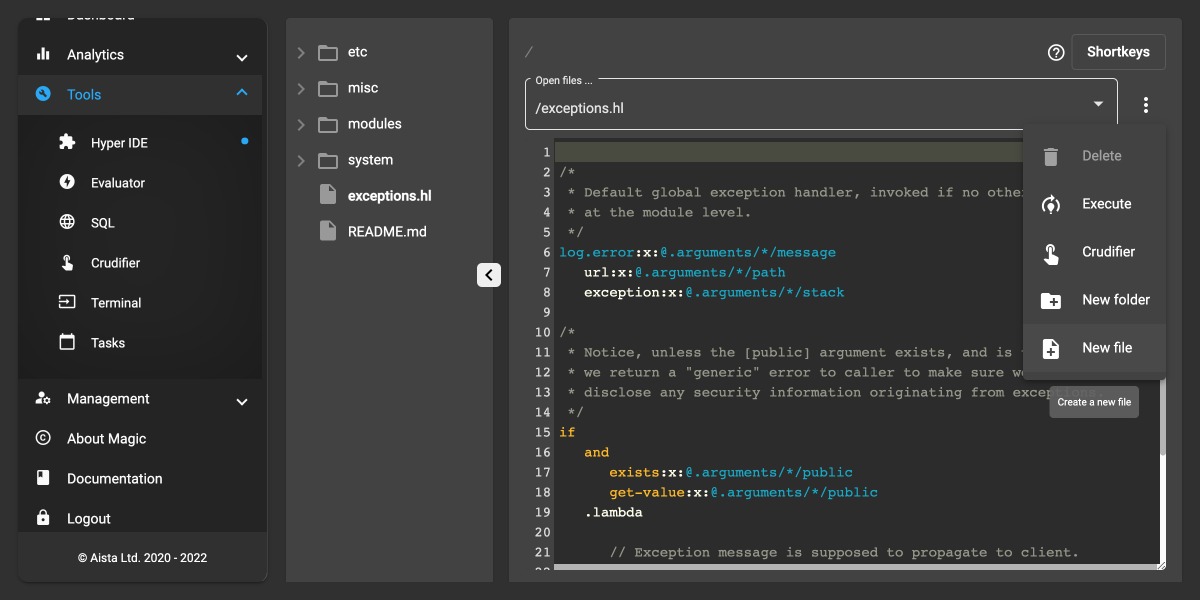 Dashboard
Analytics
Tools
Hyper IDE
Evaluator
SQL
Crudifier
Terminal
Tasks
Management
About Magic
Documentation
Logout
© Aista Ltd. 2020 - 2022
etc
misc
modules
system
exceptions.hl
README.md
/
Shortkeys
Open files ...
/exceptions.hl
Delete
Execute
Crudifier
New folder
New file
Create a new file
1
2 /*
3 * Default global exception handler, invoked if no
4 * at the module level.
5 */
6 log.error:x:@.arguments/*/message
7 url:x:@.arguments/*/path
8 exception:x:@.arguments/*/stack
9
10 /*
11 * Notice, unless the [public] argument exists, and is
12 * we return a "generic" error to caller to make sure
13 * disclose any security information originating from exceptions.
14 */
15 if
16 and
17 exists:x:@.arguments/*/public
18 get-value:x:@.arguments/*/public
19 .lambda
20
21 // Exception message is supposed to propagate to client.